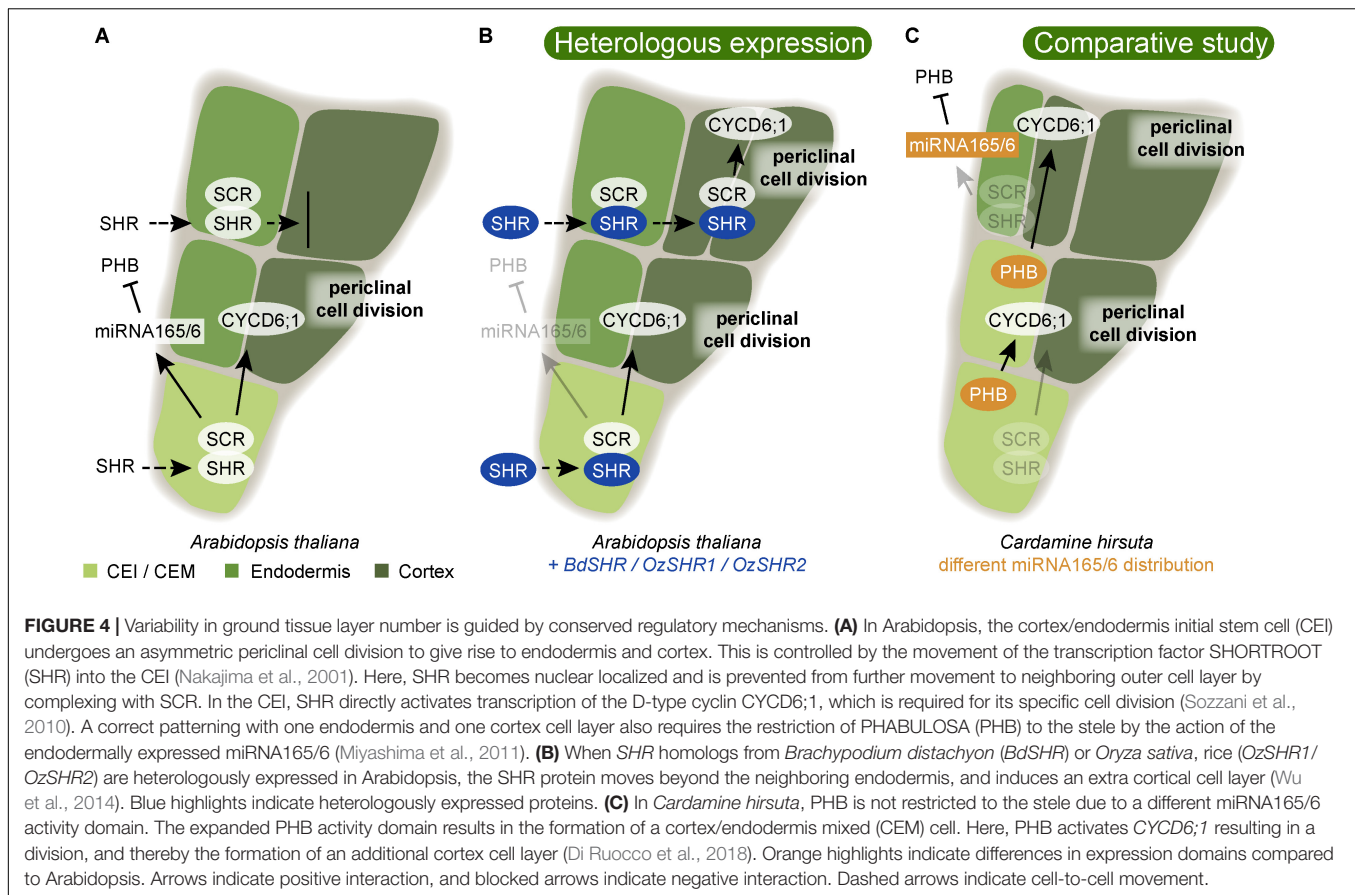 A
B
Heterologous expression
C
Comparative study
SCR
SHR
SHR
PHB
miRNA165/6
CYCD6;1
periclinal
cell division
SCR
SHR
SHR
Arabidopsis thaliana
CYCD6;1
periclinal
cell division
SCR
SCR
SHR
SHR
SHR
PHB
miRNA165/6
CYCD6;1
periclinal
cell division
SCR
SHR
SHR
Arabidopsis thaliana
+ BdSHR / OzSHR1 / OzSHR2
PHB
miRNA165/6
CYCD6;1
periclinal
cell division
SCR
SHR
PHB
CYCD6;1
periclinal
cell division
PHB
SCR
SHR
Cardamine hirsuta
different miRNA165/6 distribution
CEI / CEM
Endodermis
Cortex
FIGURE 4 | Variability in ground tissue layer number is guided by conserved regulatory mechanisms. (A) In Arabidopsis, the cortex/endodermis initial stem cell (CEI)
undergoes an asymmetric periclinal cell division to give rise to endodermis and cortex. This is controlled by the movement of the transcription factor SHORTROOT
(SHR) into the CEI (Nakajima et al., 2001). Here, SHR becomes nuclear localized and is prevented from further movement to neighboring outer cell layer by
complexing with SCR. In the CEI, SHR directly activates transcription of the D-type cyclin CYCD6;1, which is required for its specific cell division (Sozzani et al.,
2010). A correct patterning with one endodermis and one cortex cell layer also requires the restriction of PHABULOSA (PHB) to the stele by the action of the
endodermally expressed miRNA165/6 (Miyashima et al., 2011). (B) When SHR homologs from Brachypodium distachyon (BdSHR) or Oryza sativa, rice (OzSHR1/
OzSHR2) are heterologously expressed in Arabidopsis, the SHR protein moves beyond the neighboring endodermis, and induces an extra cortical cell layer (Wu
et al., 2014). Blue highlights indicate heterologously expressed proteins. (C) In Cardamine hirsuta, PHB is not restricted to the stele due to a different miRNA165/6
activity domain. The expanded PHB activity domain results in the formation of a cortex/endodermis mixed (CEM) cell. Here, PHB activates CYCD6;1 resulting in a
division, and thereby the formation of an additional cortex cell layer (Di Ruocco et al., 2018). Orange highlights indicate differences in expression domains compared
to Arabidopsis. Arrows indicate positive interaction, and blocked arrows indicate negative interaction. Dashed arrows indicate cell-to-cell movement.